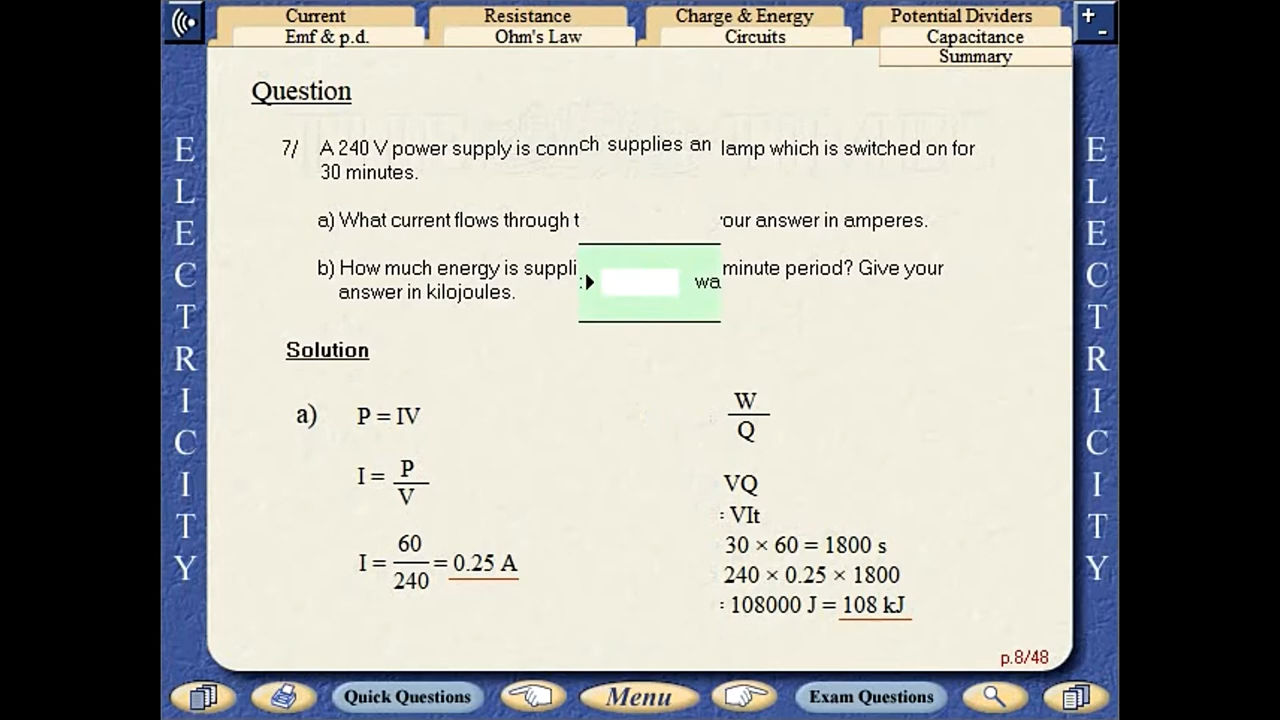 Current Resistance Charge & Energy Potential Dividers + -
Emf & p.d. Ohm's Law Circuits Capacitance
Summary
Question
7/ A 240 V power supply is conn ch supplies an lamp which is switched on for
30 minutes.
a) What current flows through t our answer in amperes.
b) How much energy is suppli minute period? Give your
wa
answer in kilojoules.
Solution
a) P = IV
I = P
V
I = 60
240 = 0.25 A
W
Q
VQ
= VIt
30 × 60 = 1800 s
240 × 0.25 × 1800
= 108000 J = 108 kJ
p.8/48
ELECTRICITY
ELECTRICITY
Quick Questions Menu Exam Questions